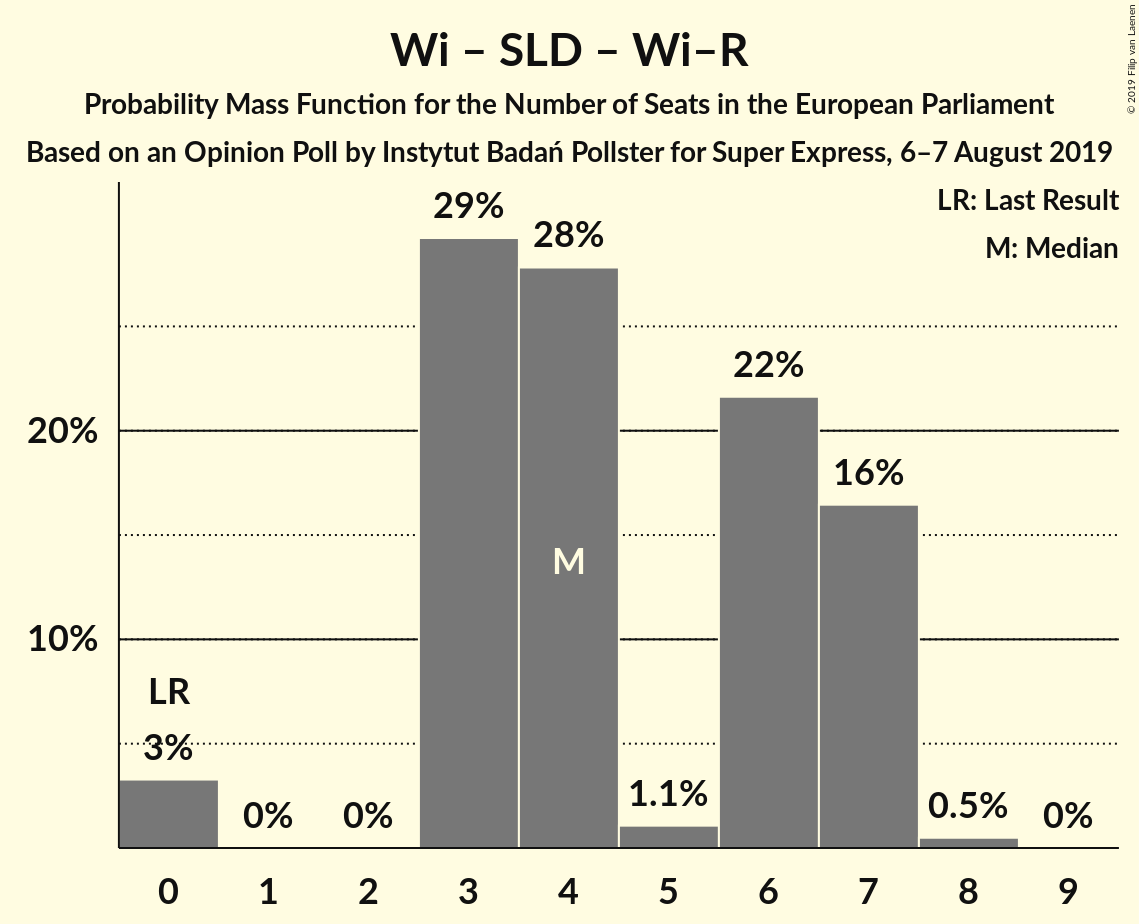 Wi – SLD – Wi–R
Probability Mass Function for the Number of Seats in the European Parliament
Based on an Opinion Poll by Instytut Badań Pollster for Super Express, 6–7 August 2019
© 2019 Filip van Laenen
LR: Last Result
M: Median
29%
28%
22%
20%
16%
M
10%
LR
3%
0%
0%
1.1%
0.5%
0%
0 1 2 3 4 5 6 7 8 9